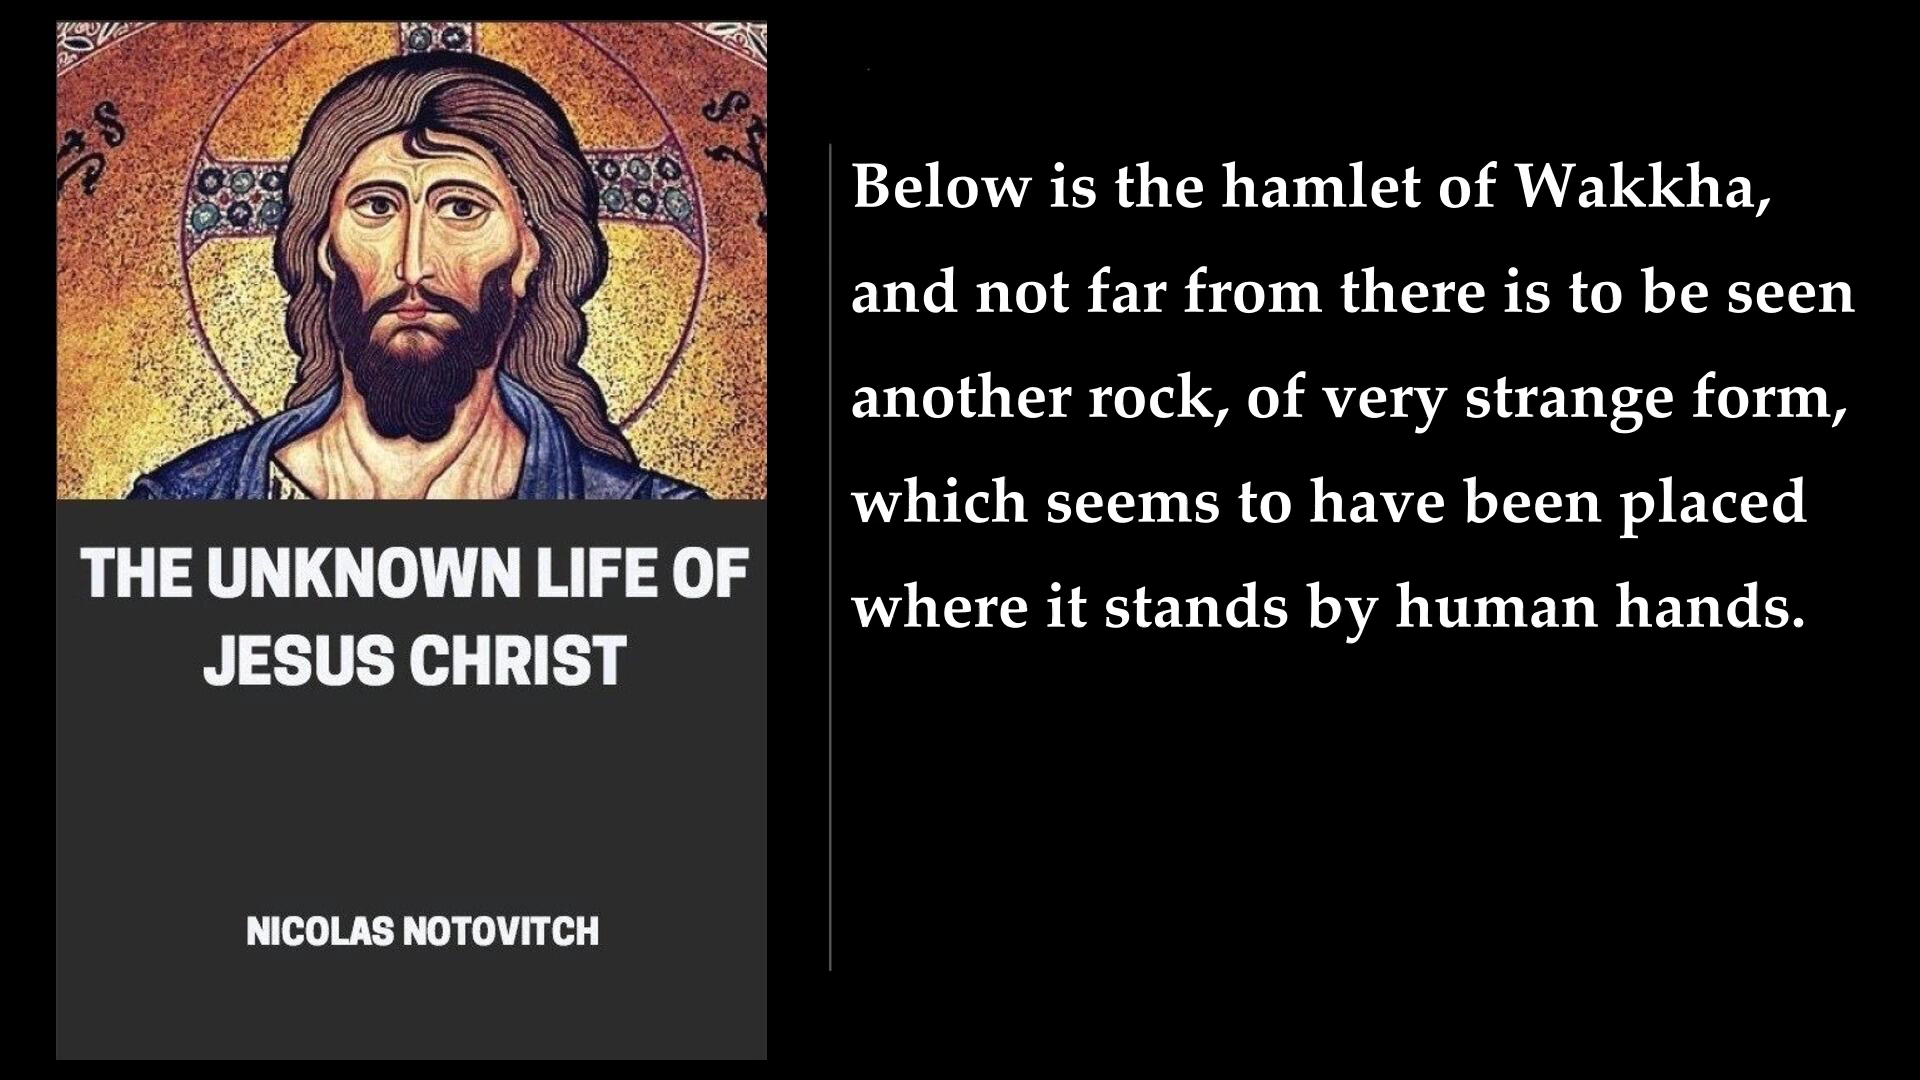 THE UNKNOWN LIFE OF
JESUS CHRIST
NICOLAS NOTOVITCH
Below is the hamlet of Wakkha,
and not far from there is to be seen
another rock, of very strange form,
which seems to have been placed
where it stands by human hands.